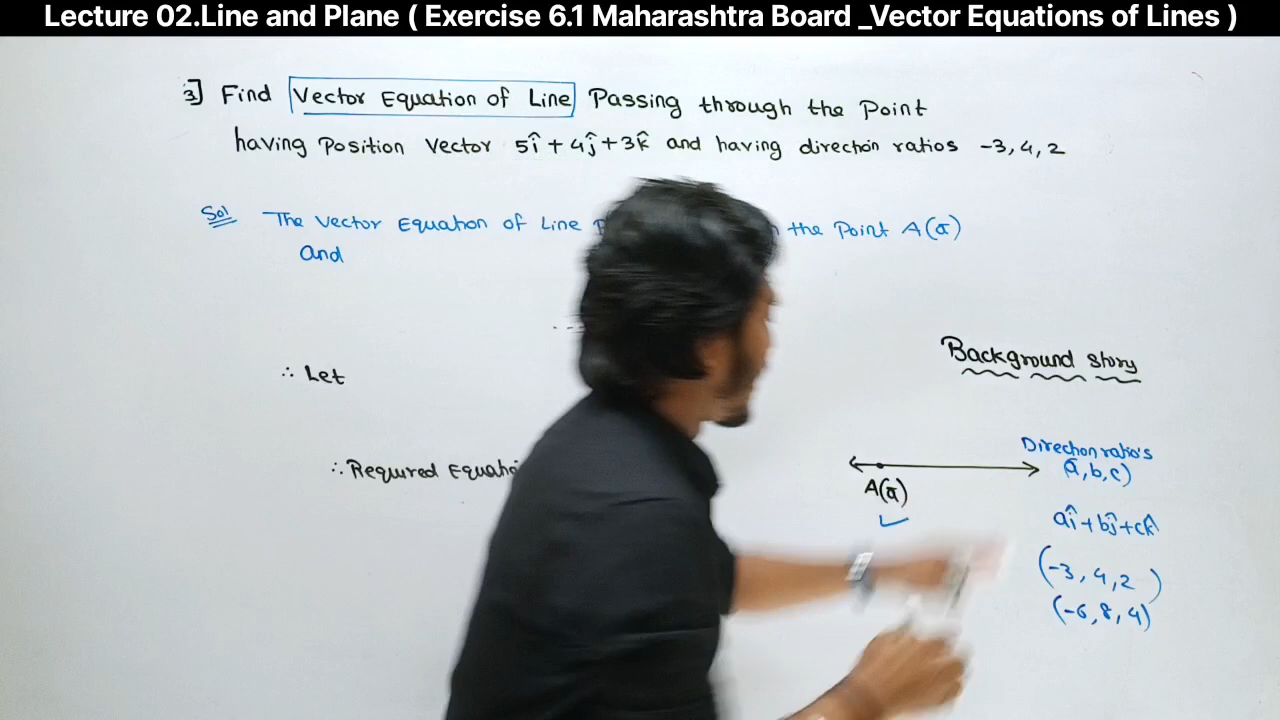 Lecture 02.Line and Plane ( Exercise 6.1 Maharashtra Board _Vector Equations of Lines )
3] Find Vector Equation of Line Passing through the Point
having Position Vector 5î + 4ĵ + 3k̂ and having direction ratios -3, 4, 2
Sol The Vector Equation of Line the Point A(ā)
and
∴ Let
∴ Required
Background story
Direction ratio's
(a, b, c)
A(ā)
aî + bĵ + ck̂
(-3, 4, 2)
(-6, 8, 4)